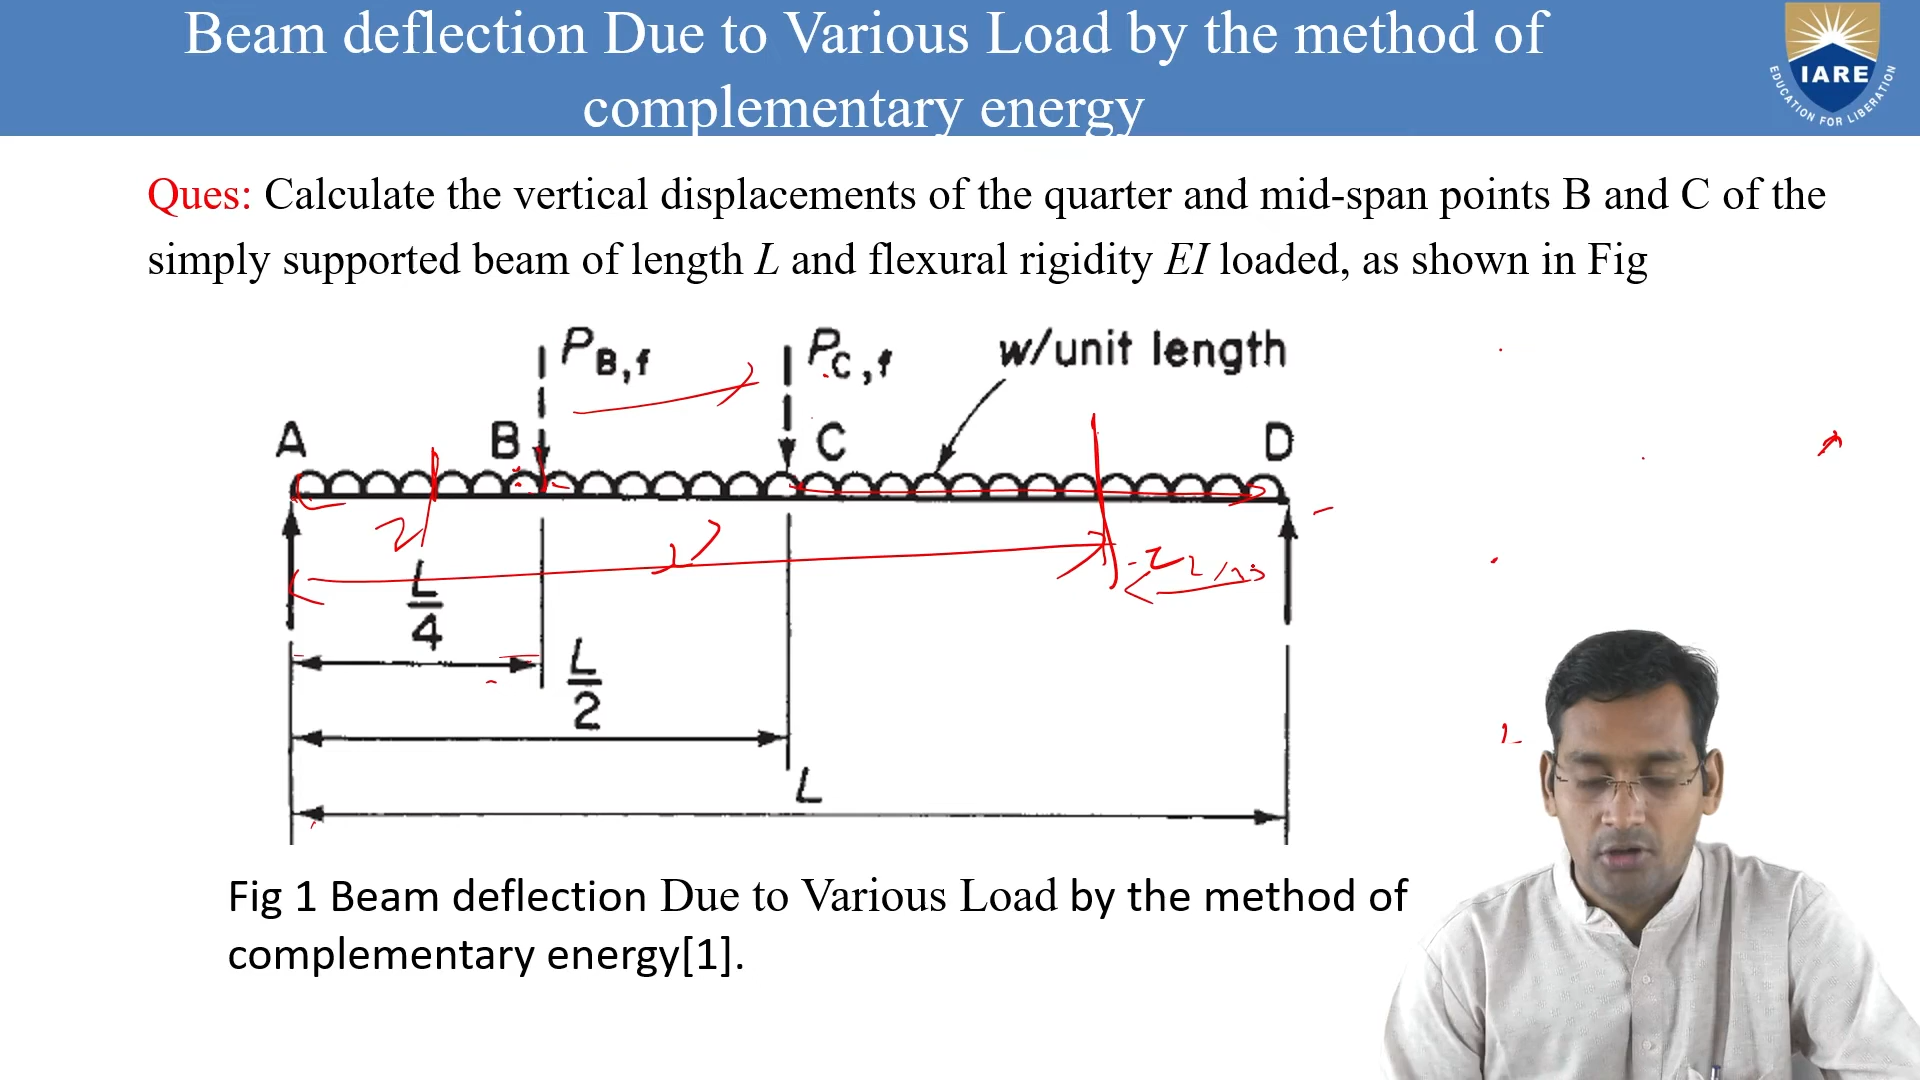 Beam deflection Due to Various Load by the method of
complementary energy
IARE
EDUCATION FOR LIBERATION
Ques: Calculate the vertical displacements of the quarter and mid-span points B and C of the
simply supported beam of length L and flexural rigidity EI loaded, as shown in Fig
P_B,f
P_C,f
w/unit length
A
B
C
D
L/4
L/2
L
Fig 1 Beam deflection Due to Various Load by the method of
complementary energy[1].